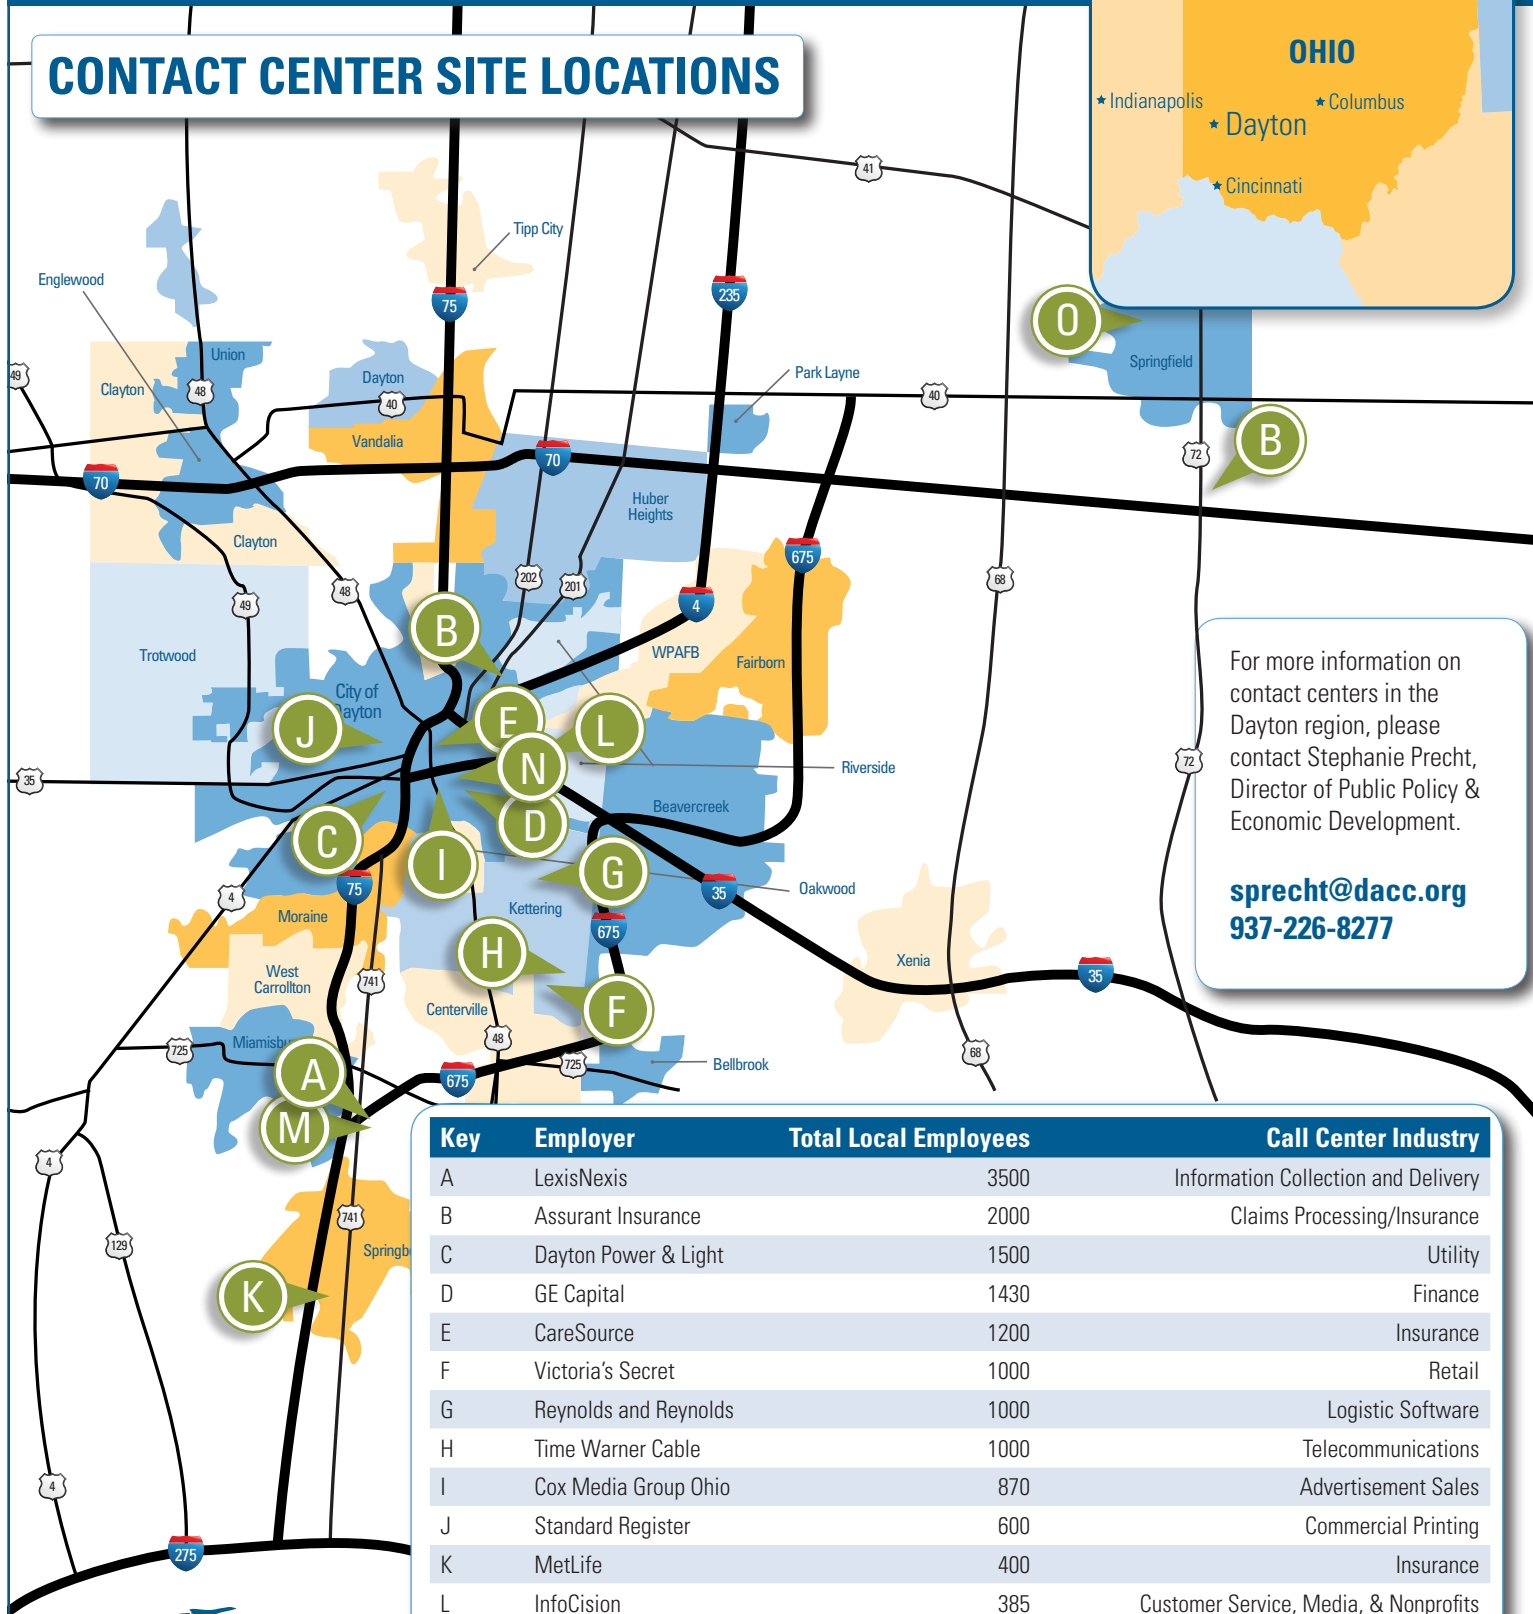 CONTACT CENTER SITE LOCATIONS
OHIO
Indianapolis
Columbus
Dayton
Cincinnati
41
Tipp City
Englewood
75
235
O
Springfield
Union
49
Clayton
48
Dayton
40
Park Layne
40
Vandalia
B
72
70
70
Huber
Heights
Clayton
675
202
201
48
49
68
4
B
Trotwood
WPAFB
Fairborn
City of
ayton
J
E
L
N
Riverside
35
72
Beavercreek
C
D
I
G
75
35
Oakwood
4
Moraine
Kettering
675
H
West
Carrollton
741
Xenia
35
Centerville
F
48
Miamisbu
725
725
68
Bellbrook
A
675
M
4
741
129
Springb
K
4
275
For more information on
contact centers in the
Dayton region, please
contact Stephanie Precht,
Director of Public Policy &
Economic Development.
sprecht@dacc.org
937-226-8277
Key Employer Total Local Employees Call Center Industry
A LexisNexis 3500 Information Collection and Delivery
B Assurant Insurance 2000 Claims Processing/Insurance
C Dayton Power & Light 1500 Utility
D GE Capital 1430 Finance
E CareSource 1200 Insurance
F Victoria's Secret 1000 Retail
G Reynolds and Reynolds 1000 Logistic Software
H Time Warner Cable 1000 Telecommunications
I Cox Media Group Ohio 870 Advertisement Sales
J Standard Register 600 Commercial Printing
K MetLife 400 Insurance
L InfoCision 385 Customer Service, Media, & Nonprofits